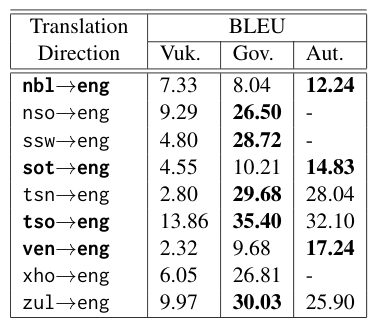 Translation BLEU
Direction Vuk. Gov. Aut.
nbl→eng 7.33 8.04 12.24
nso→eng 9.29 26.50 -
ssw→eng 4.80 28.72 -
sot→eng 4.55 10.21 14.83
tsn→eng 2.80 29.68 28.04
tso→eng 13.86 35.40 32.10
ven→eng 2.32 9.68 17.24
xho→eng 6.05 26.81 -
zul→eng 9.97 30.03 25.90